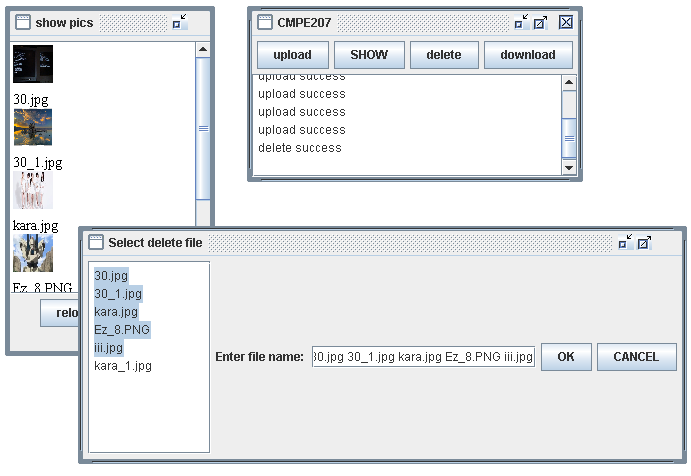 show pics
30.jpg
30_1.jpg
kara.jpg
Ez_8.PNG
relo
CMPE207
upload SHOW delete download
upload success
upload success
upload success
upload success
delete success
Select delete file
30.jpg
30_1.jpg
kara.jpg
Ez_8.PNG
iii.jpg
kara_1.jpg
Enter file name: 30.jpg 30_1.jpg kara.jpg Ez_8.PNG iii.jpg OK CANCEL